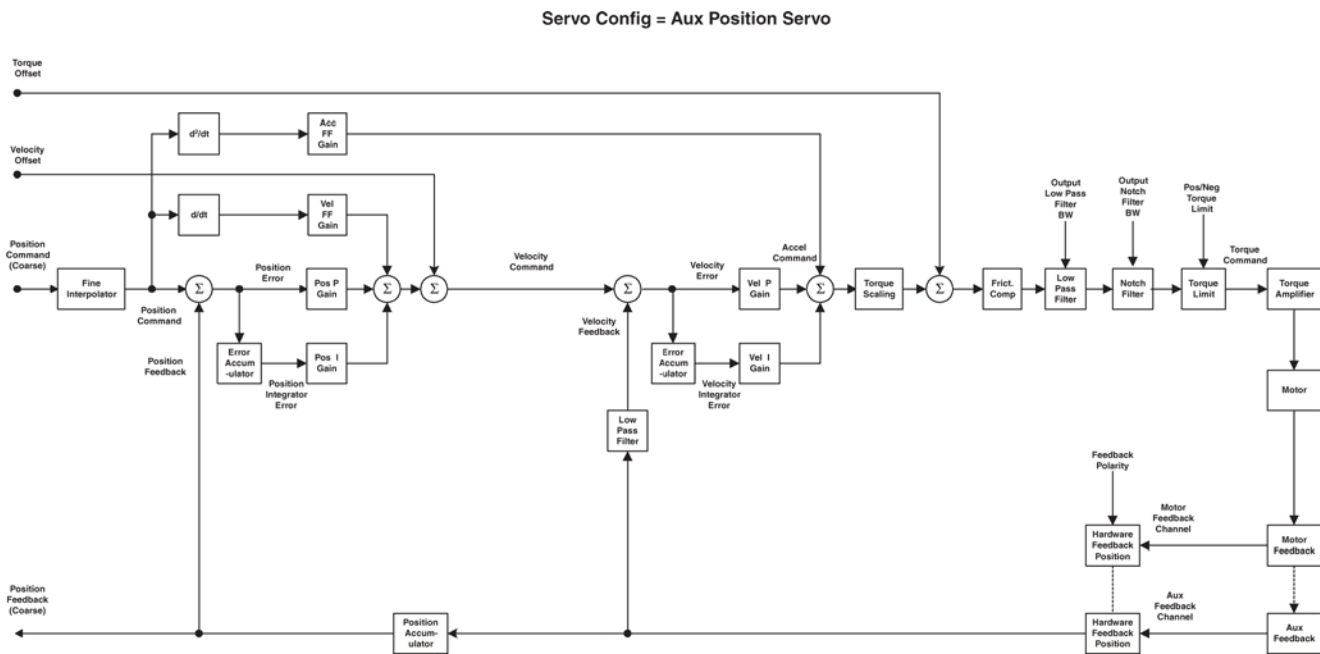 Servo Config = Aux Position Servo
Torque
Offset
d²/dt
Acc
FF
Gain
Velocity
Offset
d/dt
Vel
FF
Gain
Output
Low Pass
Filter
BW
Output
Notch
Filter
BW
Pos/Neg
Torque
Limit
Position
Command
(Coarse)
Fine
Interpolator
Position
Command
Σ
Position
Error
Pos P
Gain
Σ
Σ
Velocity
Command
Σ
Velocity
Error
Vel P
Gain
Accel
Command
Σ
Torque
Scaling
Σ
Frict.
Comp
Low
Pass
Filter
Notch
Filter
Torque
Limit
Torque
Command
Torque
Amplifier
Position
Feedback
Error
Accum
-ulator
Position
Integrator
Error
Pos I
Gain
Velocity
Feedback
Error
Accum-
ulator
Velocity
Integrator
Error
Vel I
Gain
Motor
Low
Pass
Filter
Feedback
Polarity
Motor
Feedback
Channel
Hardware
Feedback
Position
Motor
Feedback
Position
Feedback
(Coarse)
Position
Accum-
ulator
Aux
Feedback
Channel
Hardware
Feedback
Position
Aux
Feedback